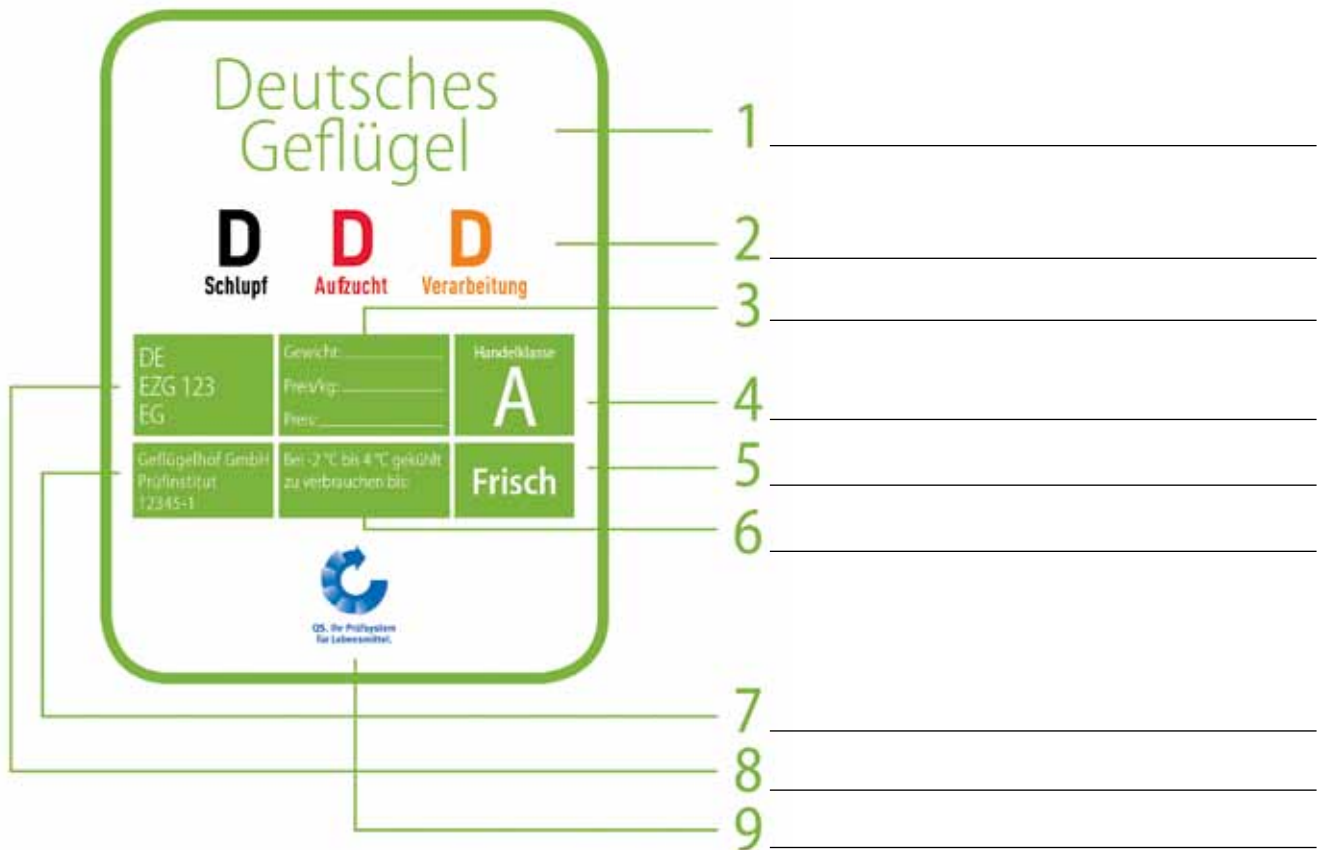 Deutsches
Geflügel
D D D
Schlupf Aufzucht Verarbeitung
DE
EZG 123
EG
Gewicht:
Preis/kg:
Preis:
Handelklasse
A
Geflügelhof GmbH
Prüfinstitut
12345-1
Bei -2 °C bis 4 °C gekühlt
zu verbrauchen bis:
Frisch
QS. Ihr Prüfsystem
für Lebensmittel.
1
2
3
4
5
6
7
8
9